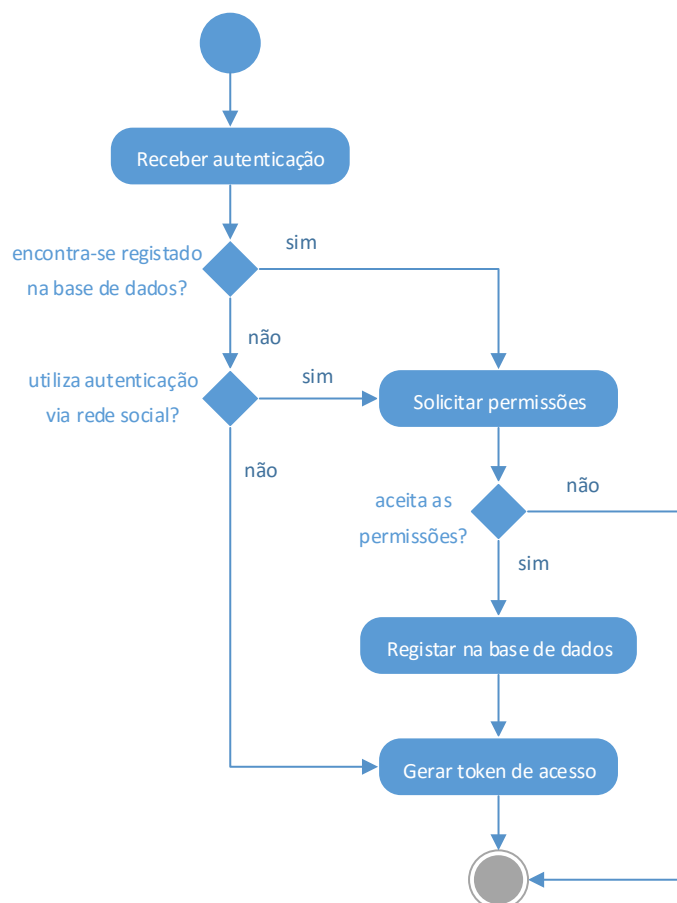 Receber autenticação
sim
encontra-se registado
na base de dados?
não
utiliza autenticação
via rede social?
sim
Solicitar permissões
não
aceita as
permissões?
não
sim
Registar na base de dados
Gerar token de acesso